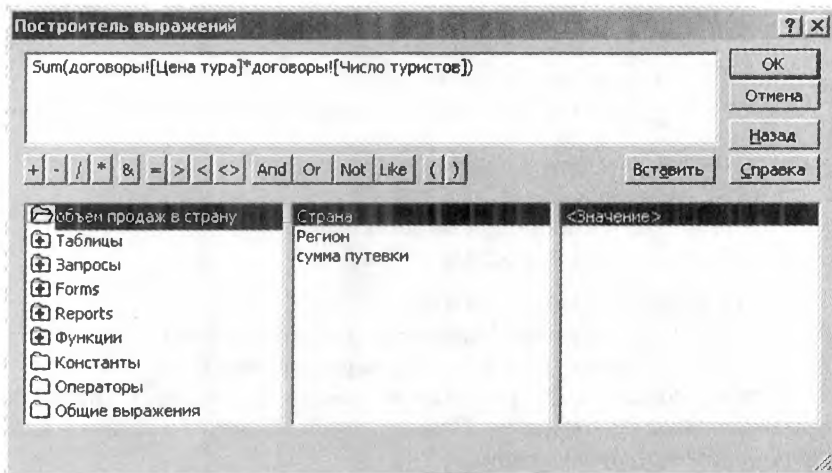 Построитель выражений
Sum(договоры![Цена тура]*договоры![Число туристов])
ОК
Отмена
Назад
+ - / * & = > < <> And Or Not Like ( ) Вставить Справка
объем продаж в страну
Таблицы
Запросы
Forms
Reports
Функции
Константы
Операторы
Общие выражения
Страна
Регион
сумма путевки
<Значение>